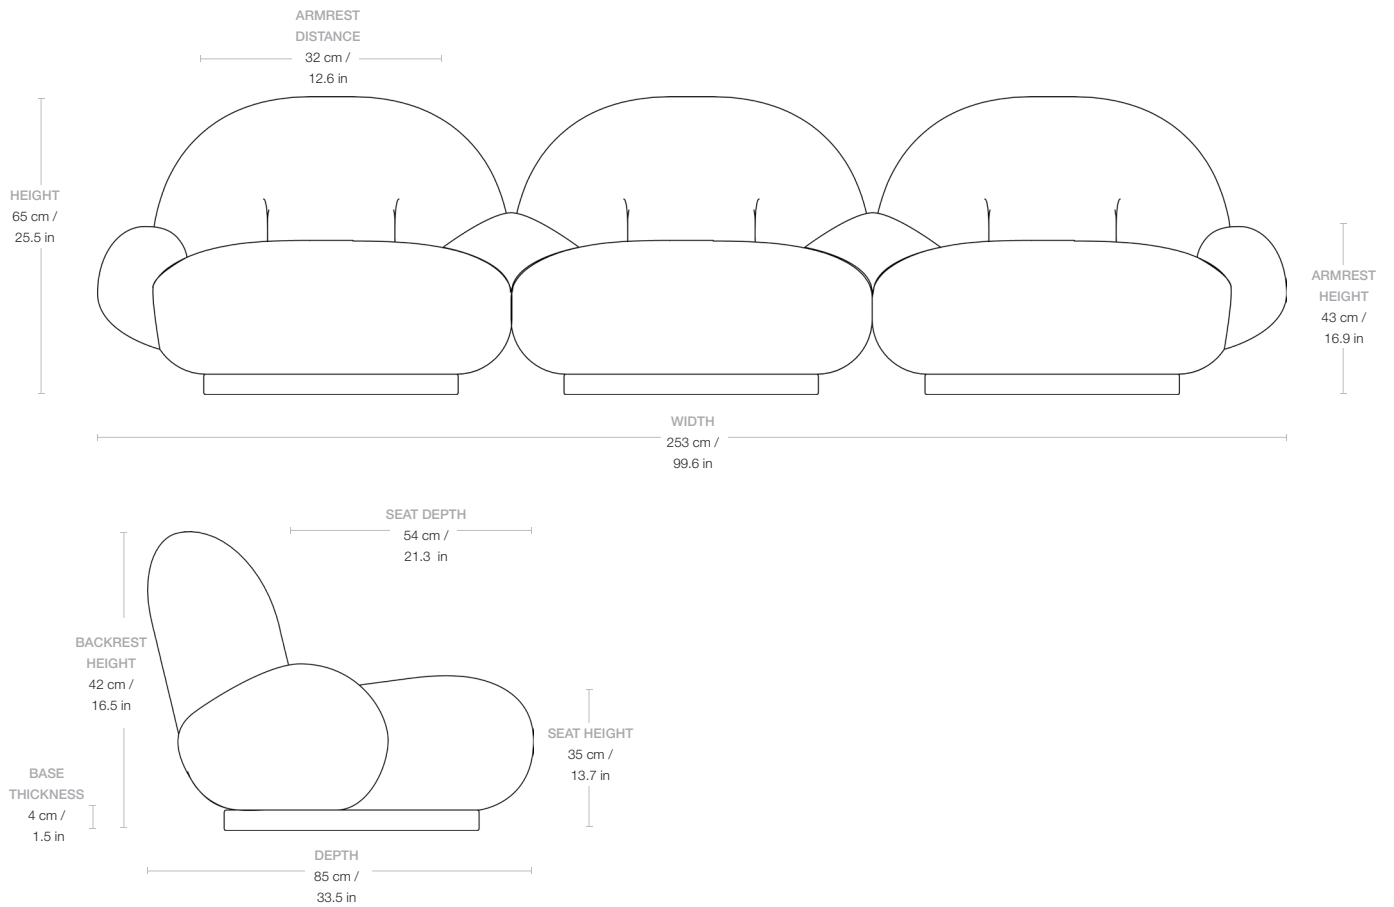 ARMREST
DISTANCE
32 cm /
12.6 in
HEIGHT
65 cm /
25.5 in
ARMREST
HEIGHT
43 cm /
16.9 in
WIDTH
253 cm /
99.6 in
SEAT DEPTH
54 cm /
21.3 in
BACKREST
HEIGHT
42 cm /
16.5 in
SEAT HEIGHT
35 cm /
13.7 in
BASE
THICKNESS
4 cm /
1.5 in
DEPTH
85 cm /
33.5 in